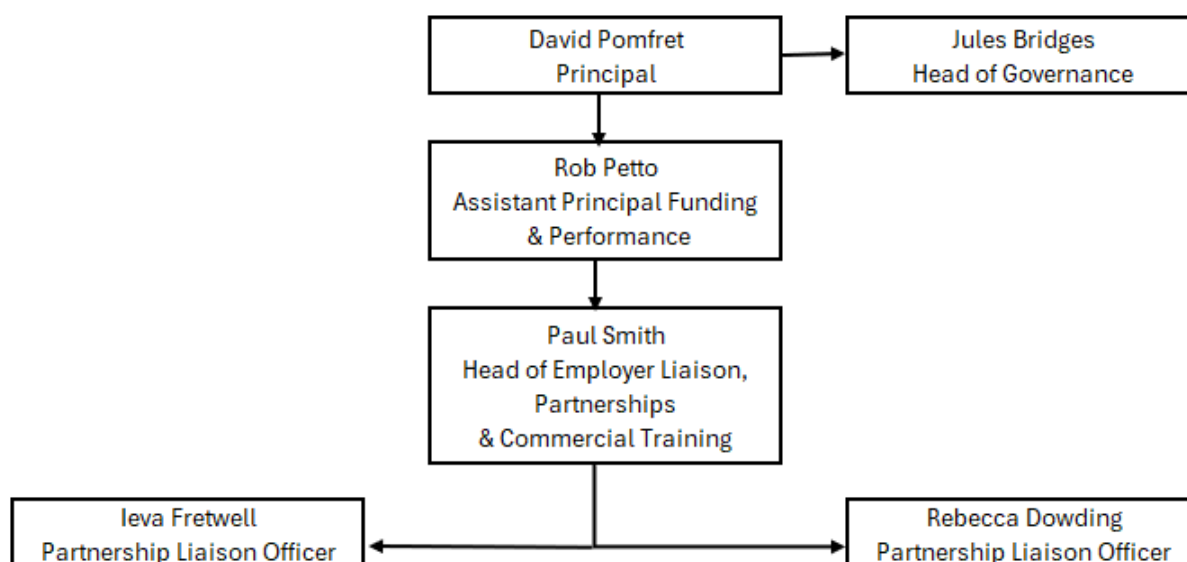 David Pomfret
Principal
Jules Bridges
Head of Governance
Rob Petto
Assistant Principal Funding
& Performance
Paul Smith
Head of Employer Liaison,
Partnerships
& Commercial Training
Ieva Fretwell
Partnership Liaison Officer
Rebecca Dowding
Partnership Liaison Officer